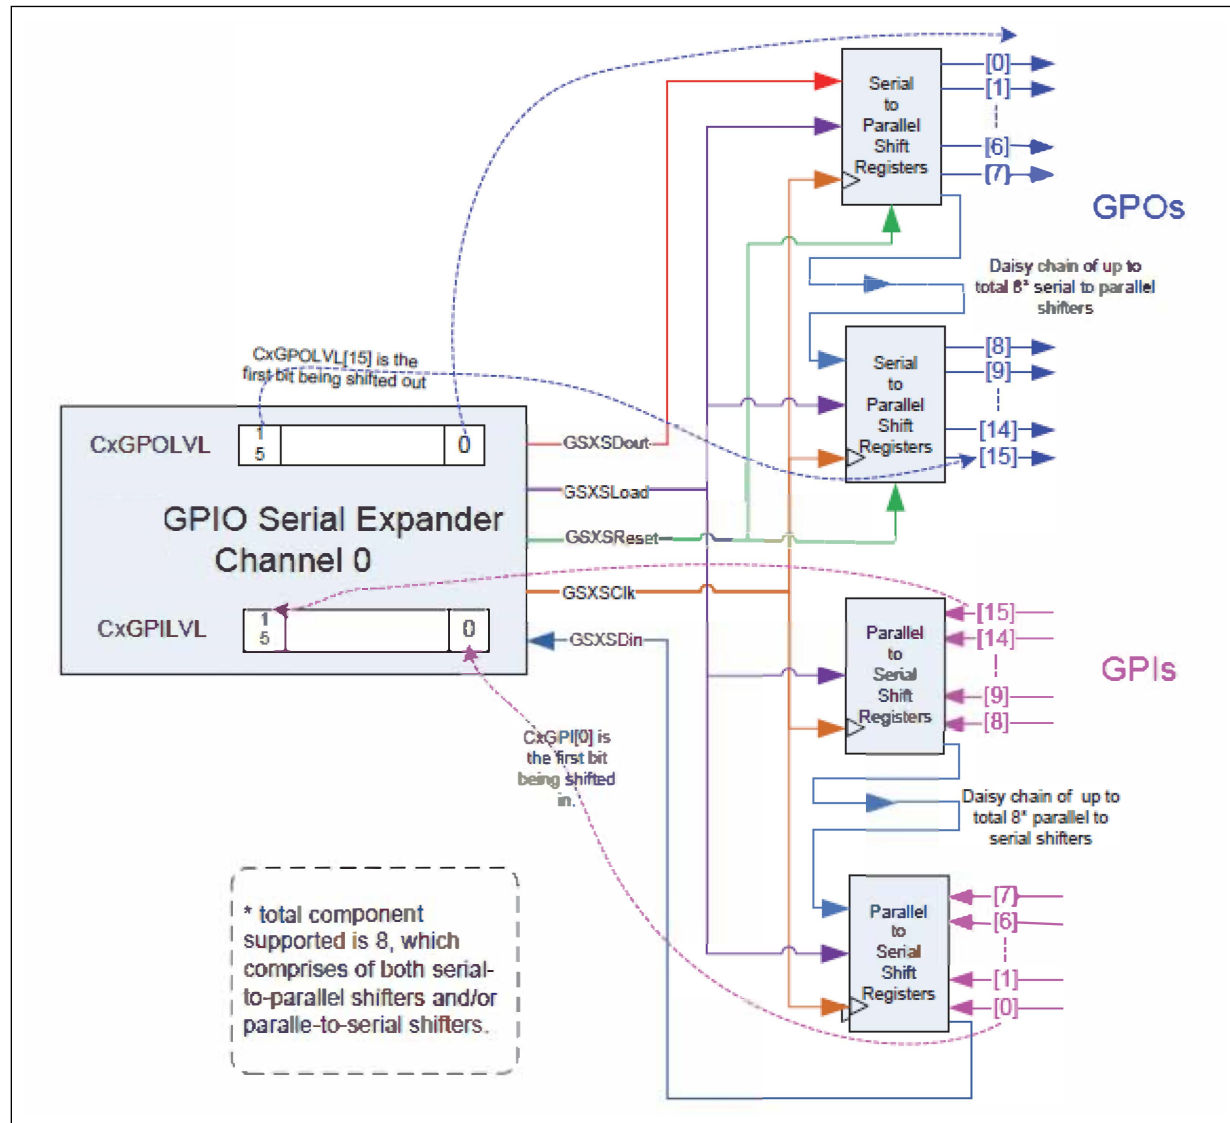 Serial
to
Parallel
Shift
Registers
[0]
[1]
[6]
[7]
GPOs
Daisy chain of up to
total 8* serial to parallel
shifters
CxGPOLVL[15] is the
first bit being shifted out
Serial
to
Parallel
Shift
Registers
[8]
[9]
[14]
[15]
CxGPOLVL
1
5
0
GSXSDout
GSXSLoad
GPIO Serial Expander
Channel 0
GSXSReset
GSXSClk
CxGPILVL
1
5
0
GSXSDin
Parallel
to
Serial
Shift
Registers
[15]
[14]
[9]
[8]
GPIs
CxGPI[0] is
the first bit
being shifted
in.
Daisy chain of up to
total 8* parallel to
serial shifters
Parallel
to
Serial
Shift
Registers
[7]
[6]
[1]
[0]
* total component
supported is 8, which
comprises of both serial-
to-parallel shifters and/or
paralle-to-serial shifters.